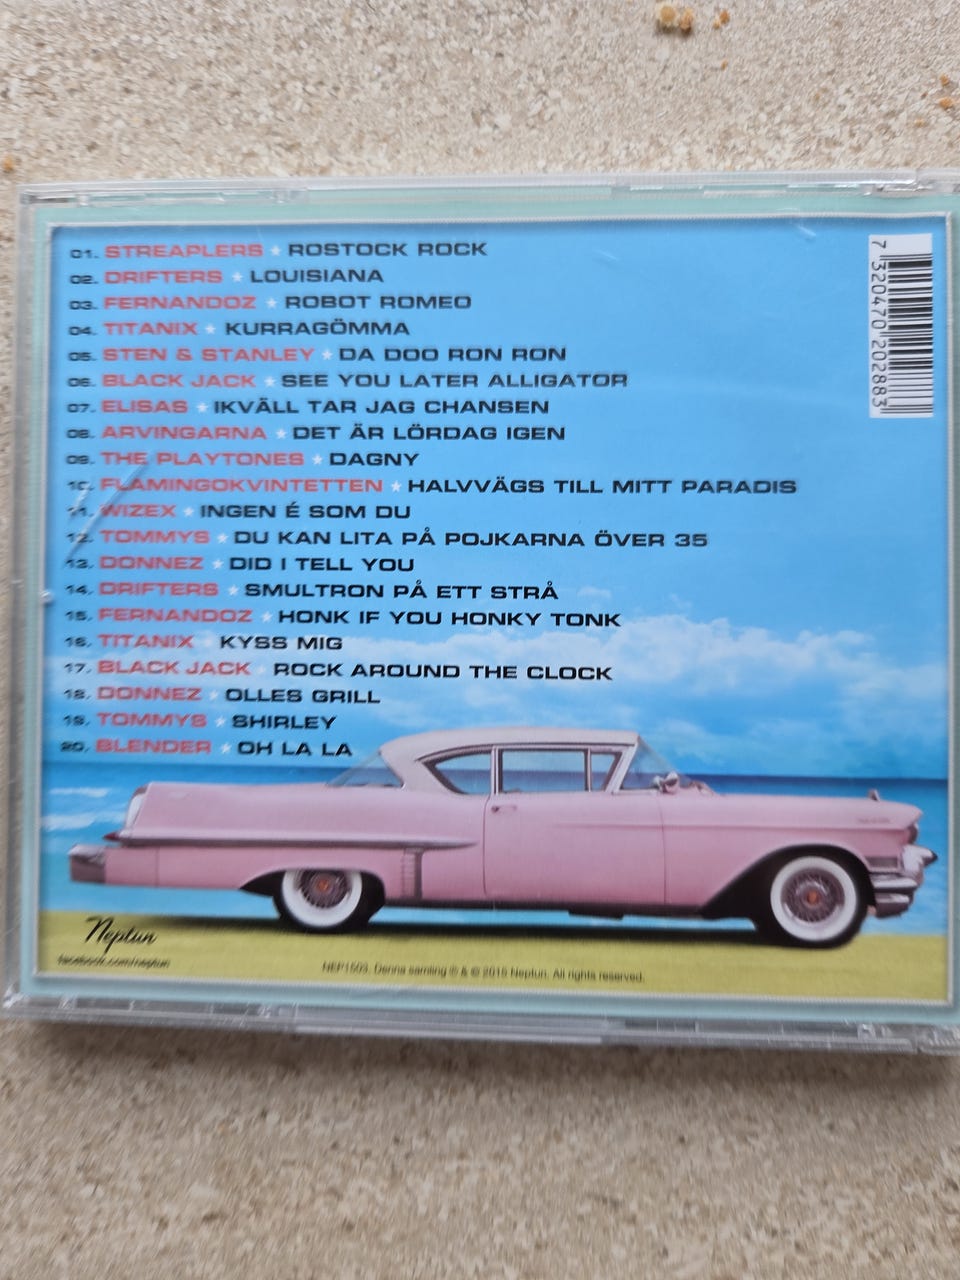 01. STREAPLERS ★ ROSTOCK ROCK
02. DRIFTERS ★ LOUISIANA
03. FERNANDOZ ★ ROBOT ROMEO
04. TITANIX ★ KURRAGÖMMA
05. STEN & STANLEY ★ DA DOO RON RON
06. BLACK JACK ★ SEE YOU LATER ALLIGATOR
07. ELISAS ★ IKVÄLL TAR JAG CHANSEN
08. ARVINGARNA ★ DET ÄR LÖRDAG IGEN
09. THE PLAYTONES ★ DAGNY
10. FLAMINGOKVINTETTEN ★ HALVVÄGS TILL MITT PARADIS
11. WIZEX ★ INGEN É SOM DU
12. TOMMYS ★ DU KAN LITA PÅ POJKARNA ÖVER 35
13. DONNEZ ★ DID I TELL YOU
14. DRIFTERS ★ SMULTRON PÅ ETT STRÅ
15. FERNANDOZ ★ HONK IF YOU HONKY TONK
16. TITANIX ★ KYSS MIG
17. BLACK JACK ★ ROCK AROUND THE CLOCK
18. DONNEZ ★ OLLES GRILL
19. TOMMYS ★ SHIRLEY
20. BLENDER ★ OH LA LA
7 320470 202883
Neptun
facebook.com/neptun
NEP1503. Denna samling ℗ & © 2015 Neptun. All rights reserved.